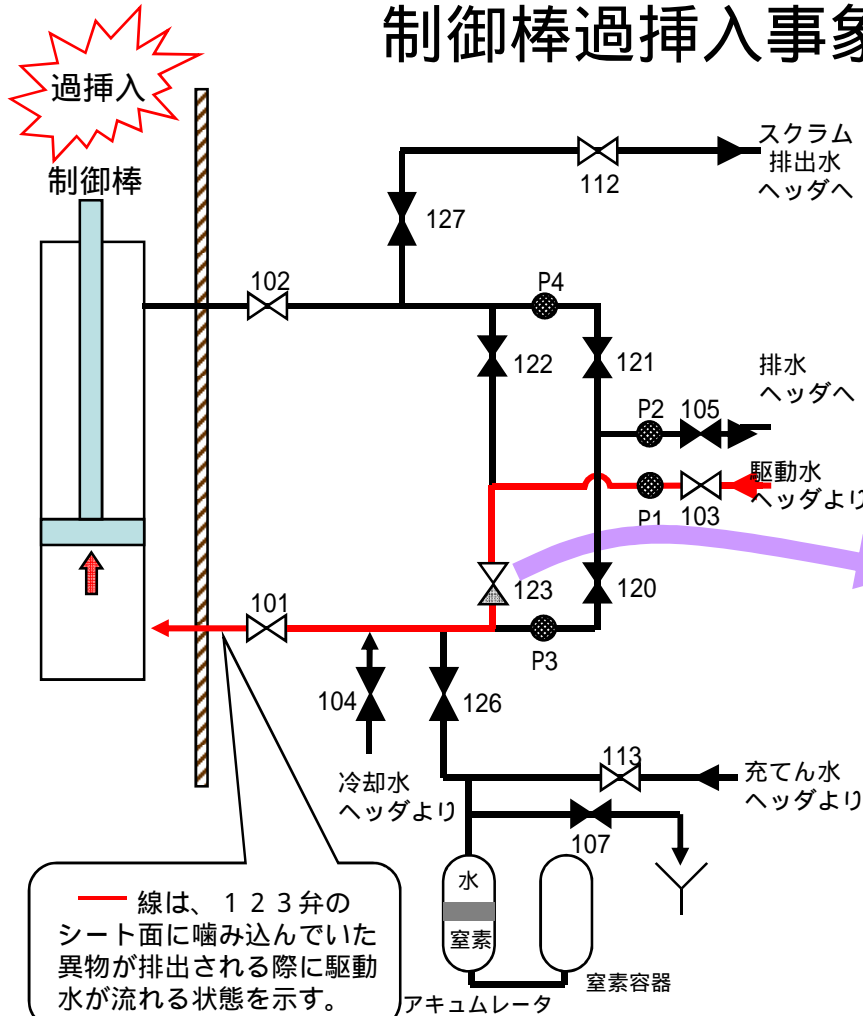 制御棒過挿入事象
過挿入
制御棒
スクラム
排出水
ヘッダへ
112
127
102
P4
122
121
排水
ヘッダへ
P2
105
駆動水
ヘッダより
P1
103
123
120
101
P3
104
126
冷却水
ヘッダより
113
充てん水
ヘッダより
107
水
窒素
アキュムレータ
窒素容器
線は、１２３弁の
シート面に噛み込んでいた
異物が排出される際に駆動
水が流れる状態を示す。